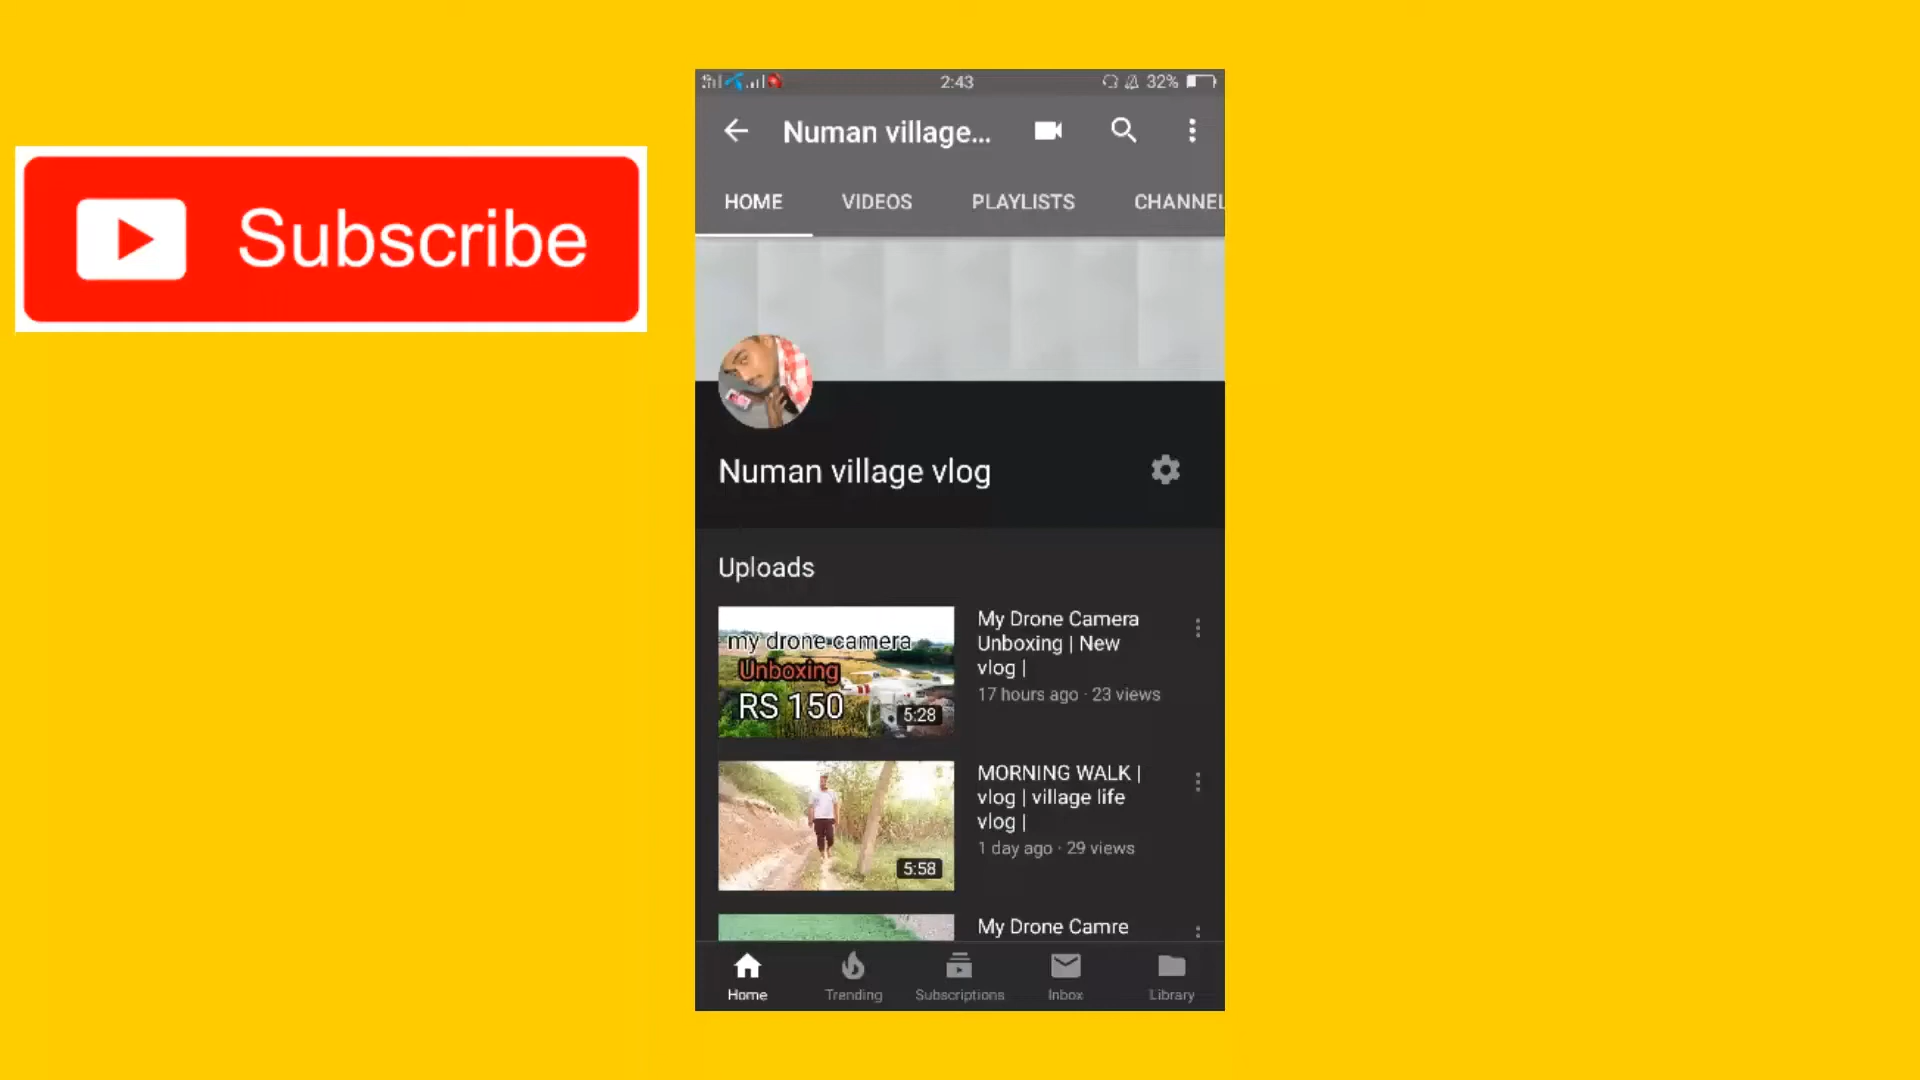 2:43
32%
Subscribe
Numan village...
HOME VIDEOS PLAYLISTS CHANNEL
Numan village vlog
Uploads
my drone camera
Unboxing
RS 150
5:28
My Drone Camera
Unboxing | New
vlog |
17 hours ago · 23 views
5:58
MORNING WALK |
vlog | village life
vlog |
1 day ago · 29 views
My Drone Camre
Home Trending Subscriptions Inbox Library